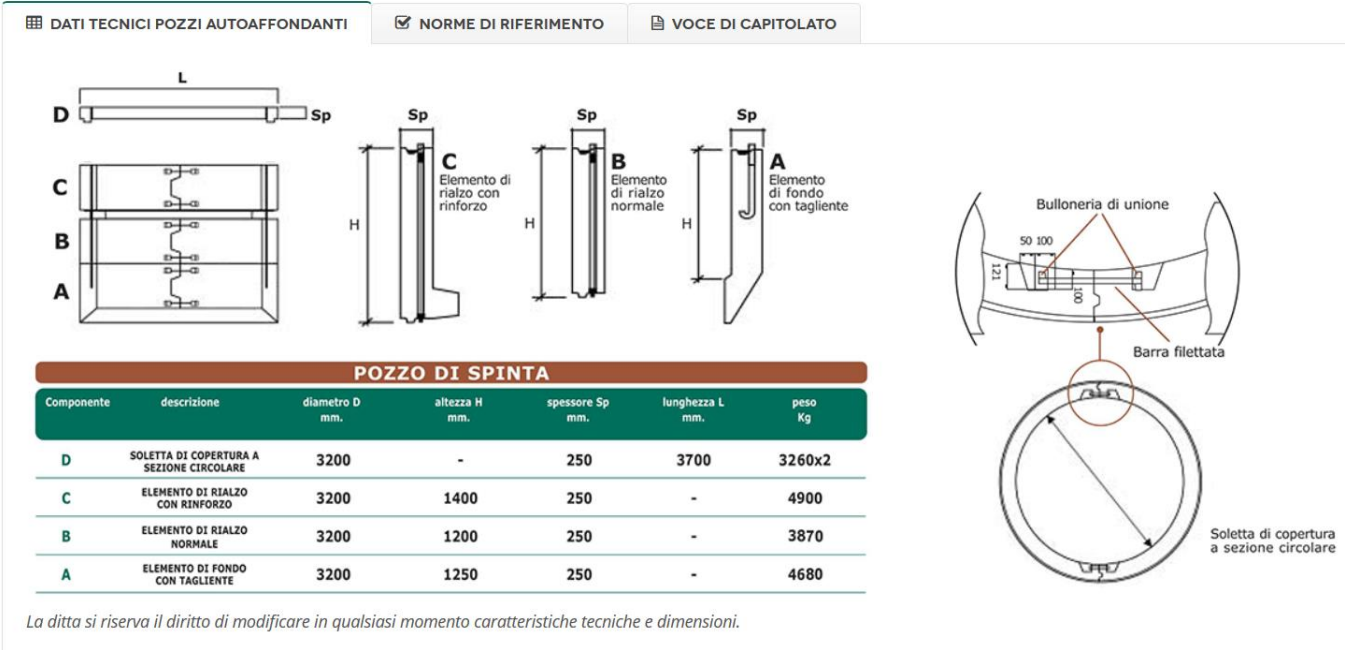 DATI TECNICI POZZI AUTOAFFONDANTI
NORME DI RIFERIMENTO
VOCE DI CAPITOLATO
L
D
Sp
C
B
A
Sp
H
C
Elemento di
rialzo con
rinforzo
Sp
H
B
Elemento
di rialzo
normale
Sp
H
A
Elemento
di fondo
con tagliente
Bulloneria di unione
50 100
121
100
Barra filettata
Soletta di copertura
a sezione circolare
POZZO DI SPINTA
Componente descrizione diametro D altezza H spessore Sp lunghezza L peso
mm. mm. mm. mm. Kg
D SOLETTA DI COPERTURA A SEZIONE CIRCOLARE 3200 - 250 3700 3260x2
C ELEMENTO DI RIALZO CON RINFORZO 3200 1400 250 - 4900
B ELEMENTO DI RIALZO NORMALE 3200 1200 250 - 3870
A ELEMENTO DI FONDO CON TAGLIENTE 3200 1250 250 - 4680
La ditta si riserva il diritto di modificare in qualsiasi momento caratteristiche tecniche e dimensioni.